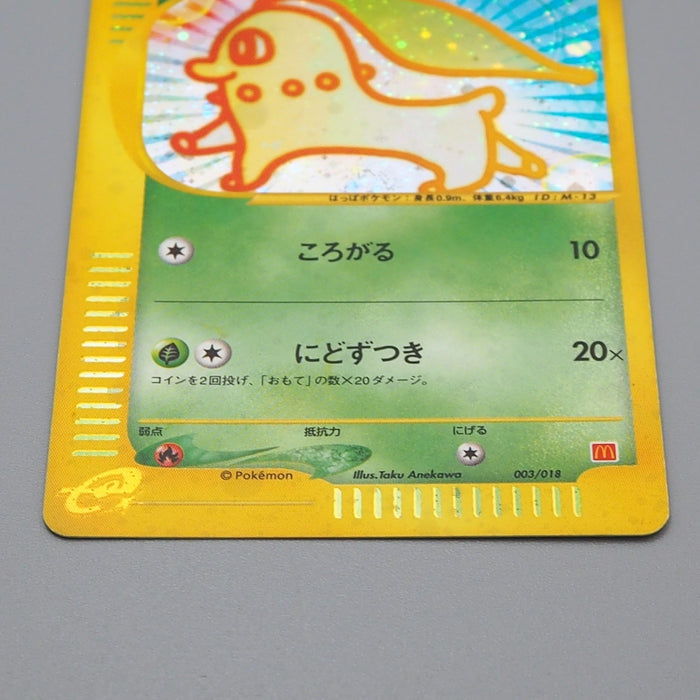 はっぱポケモン：身長0.9m、体重6.4kg ID：M-13
ころがる 10
にどずつき 20×
コインを2回投げ、「おもて」の数×20ダメージ。
弱点 抵抗力 にげる
© Pokémon Illus.Taku Anekawa 003/018